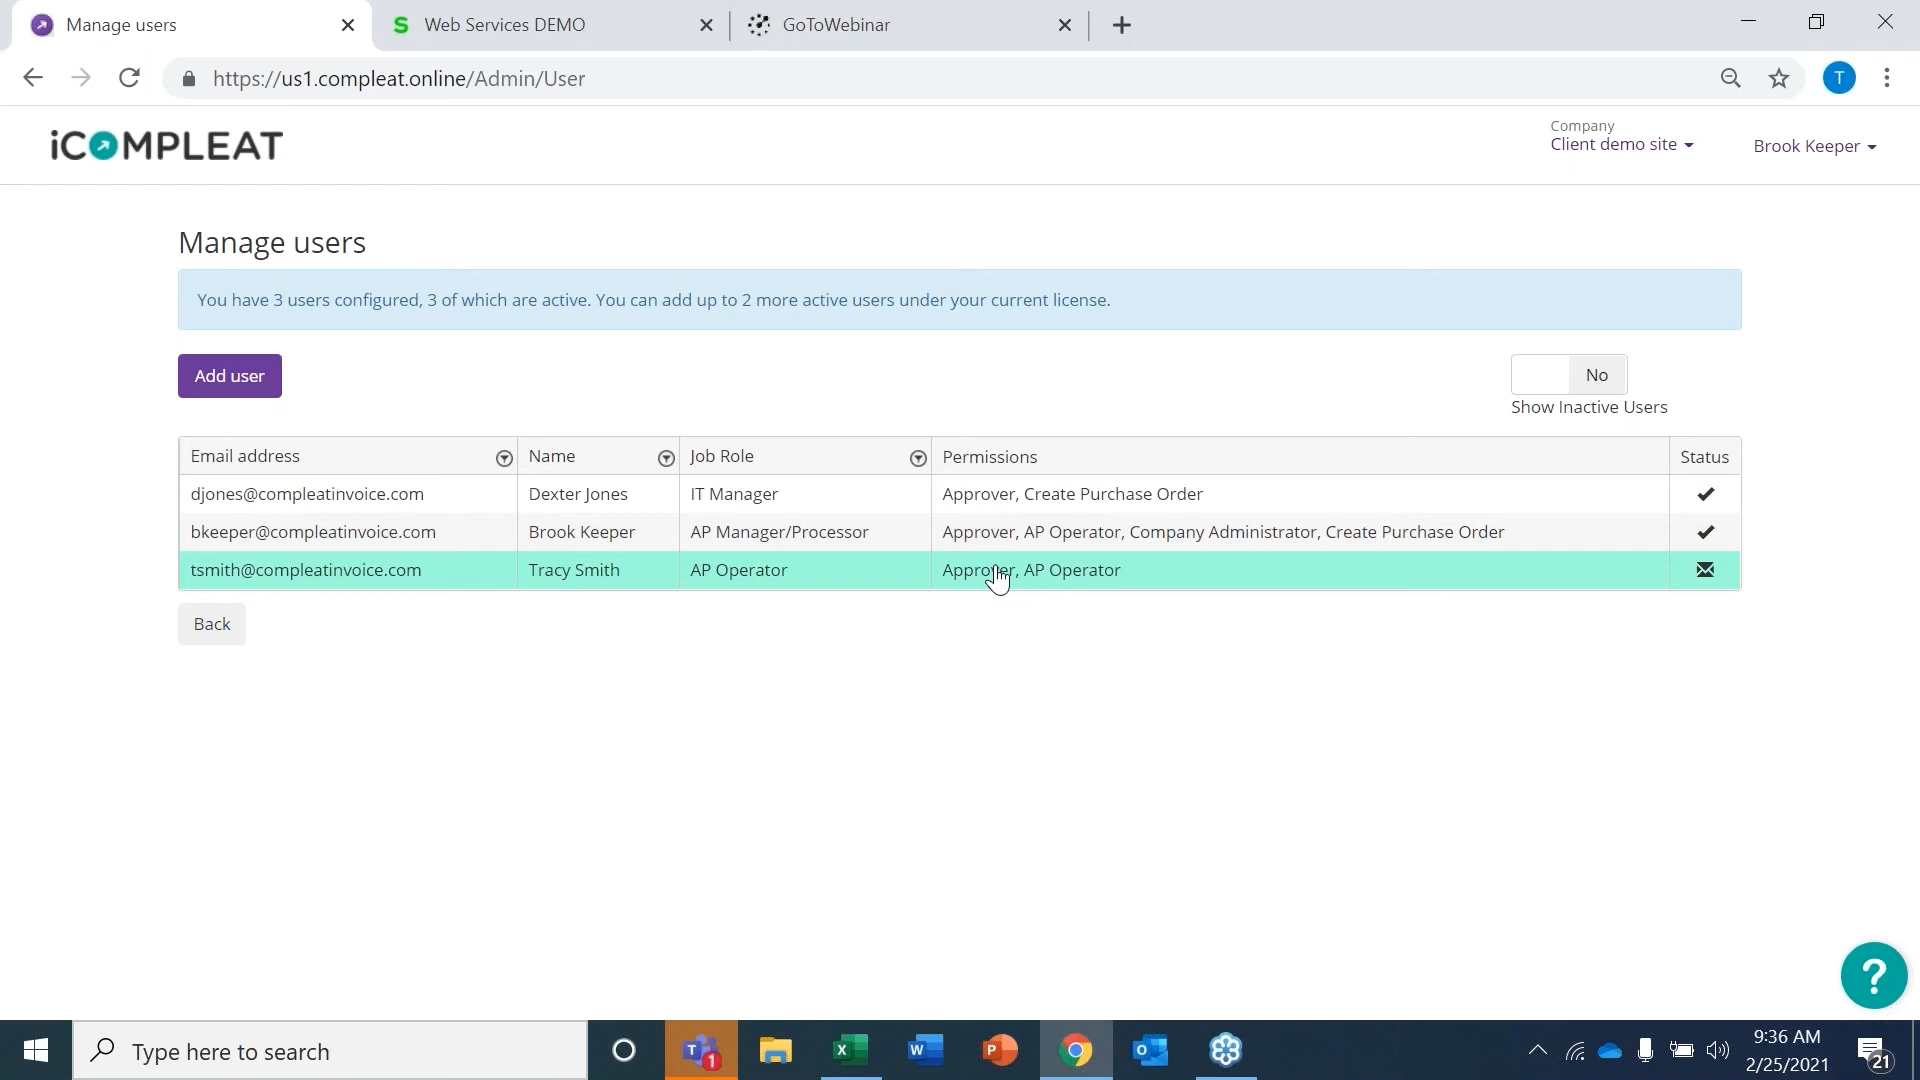 Manage users
Web Services DEMO
GoToWebinar
https://us1.compleat.online/Admin/User
T
iCOMPLEAT
Company
Client demo site
Brook Keeper
Manage users
You have 3 users configured, 3 of which are active. You can add up to 2 more active users under your current license.
Add user
No
Show Inactive Users
Email address Name Job Role Permissions Status
djones@compleatinvoice.com Dexter Jones IT Manager Approver, Create Purchase Order
bkeeper@compleatinvoice.com Brook Keeper AP Manager/Processor Approver, AP Operator, Company Administrator, Create Purchase Order
tsmith@compleatinvoice.com Tracy Smith AP Operator Approver, AP Operator
Back
?
Type here to search
9:36 AM
2/25/2021
21